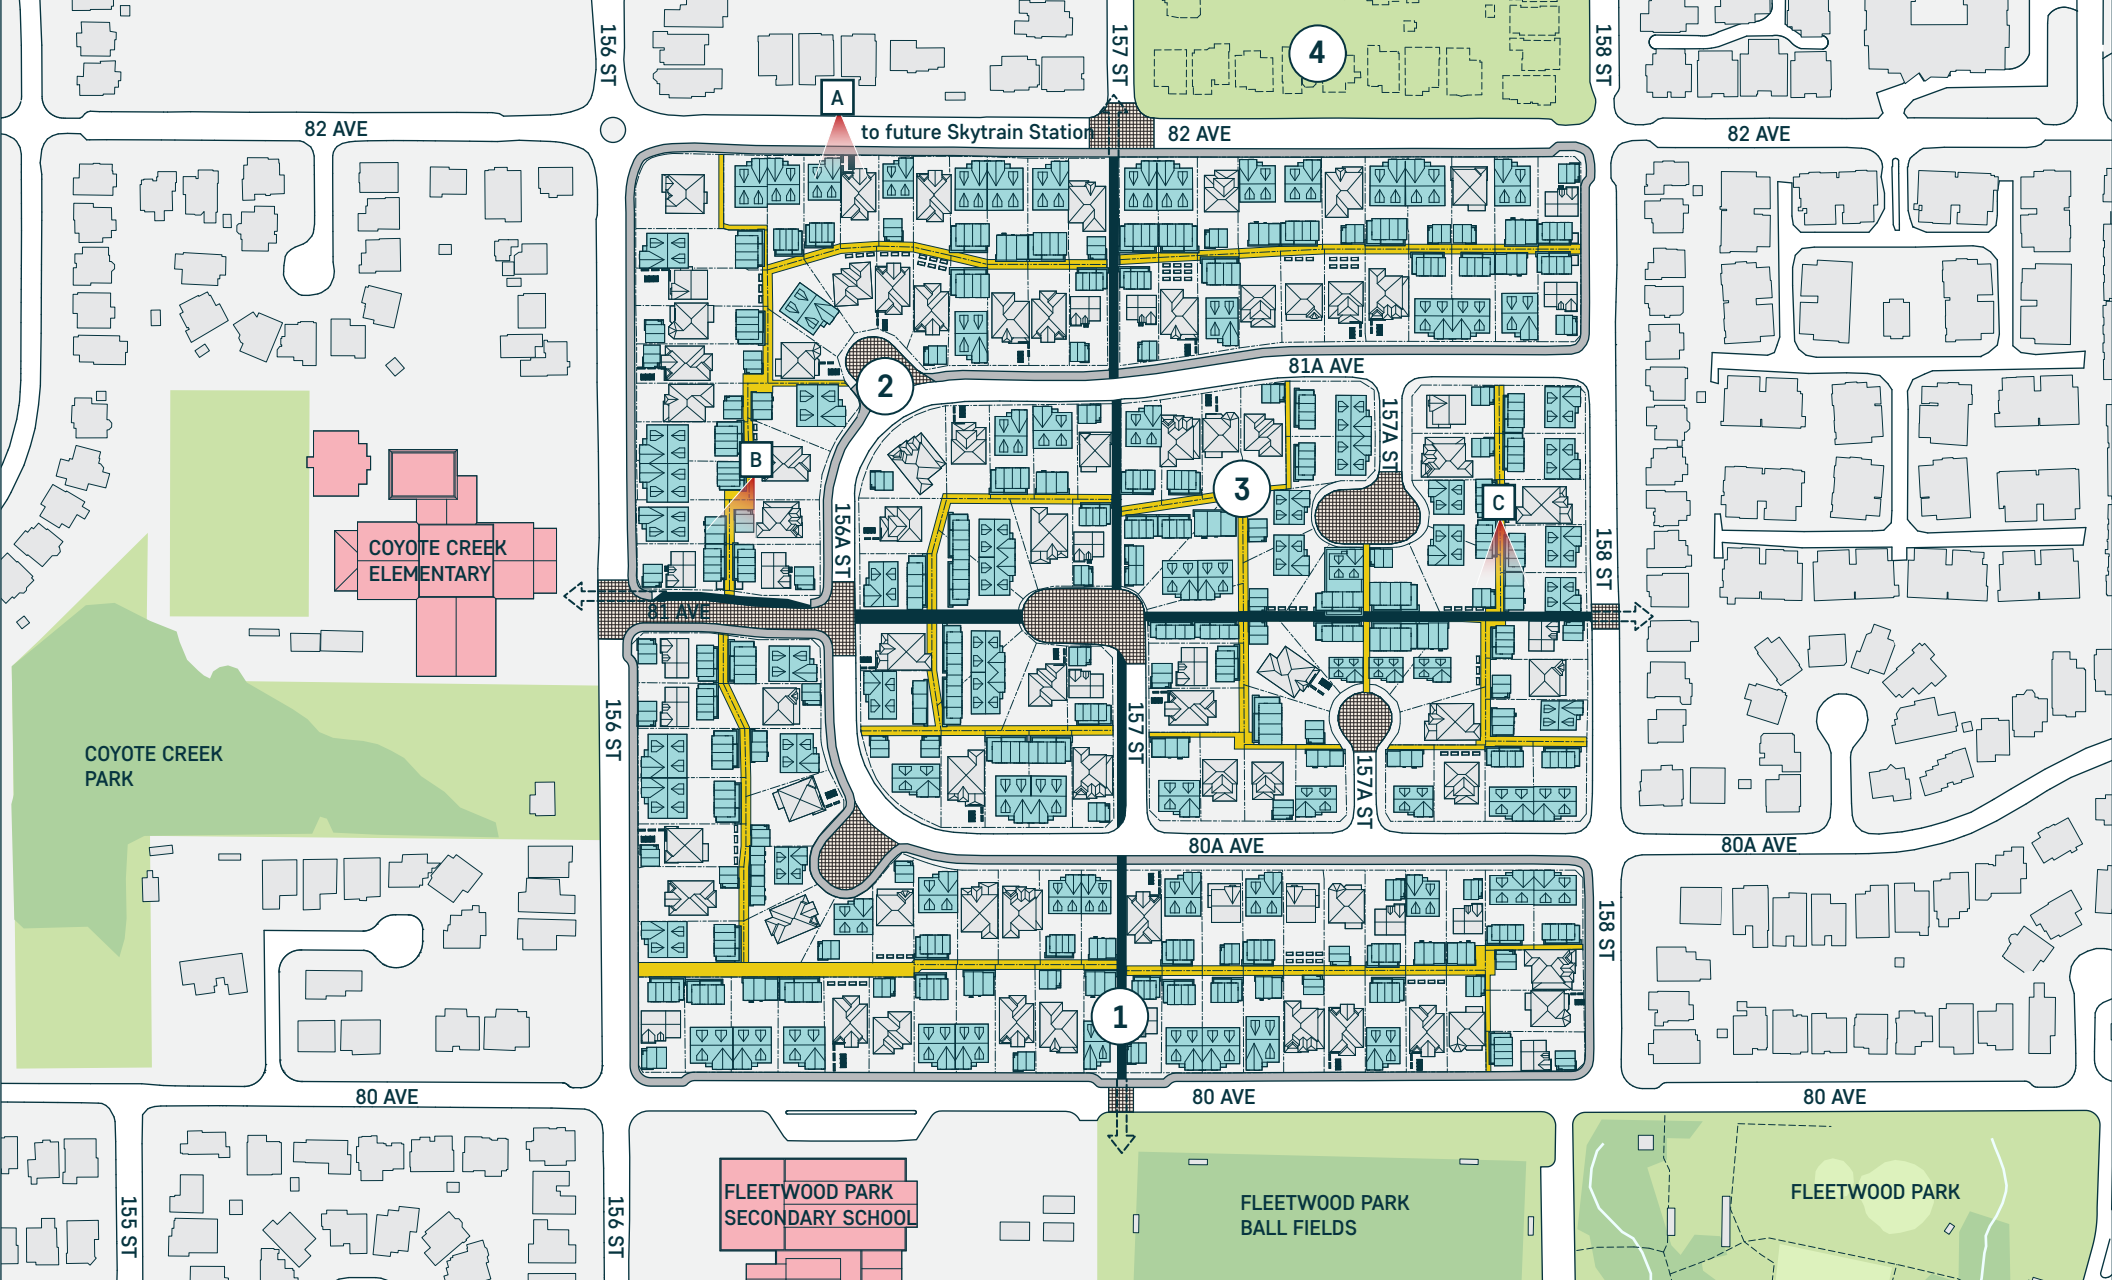 156 ST
157 ST
158 ST
4
A
82 AVE
to future Skytrain Station
82 AVE
82 AVE
81A AVE
2
157A ST
B
3
C
COYOTE CREEK
ELEMENTARY
15A ST
158 ST
81 AVE
156 ST
157 ST
COYOTE CREEK
PARK
157A ST
80A AVE
80A AVE
158 ST
1
80 AVE
80 AVE
80 AVE
155 ST
156 ST
FLEETWOOD PARK
SECONDARY SCHOOL
FLEETWOOD PARK
BALL FIELDS
FLEETWOOD PARK